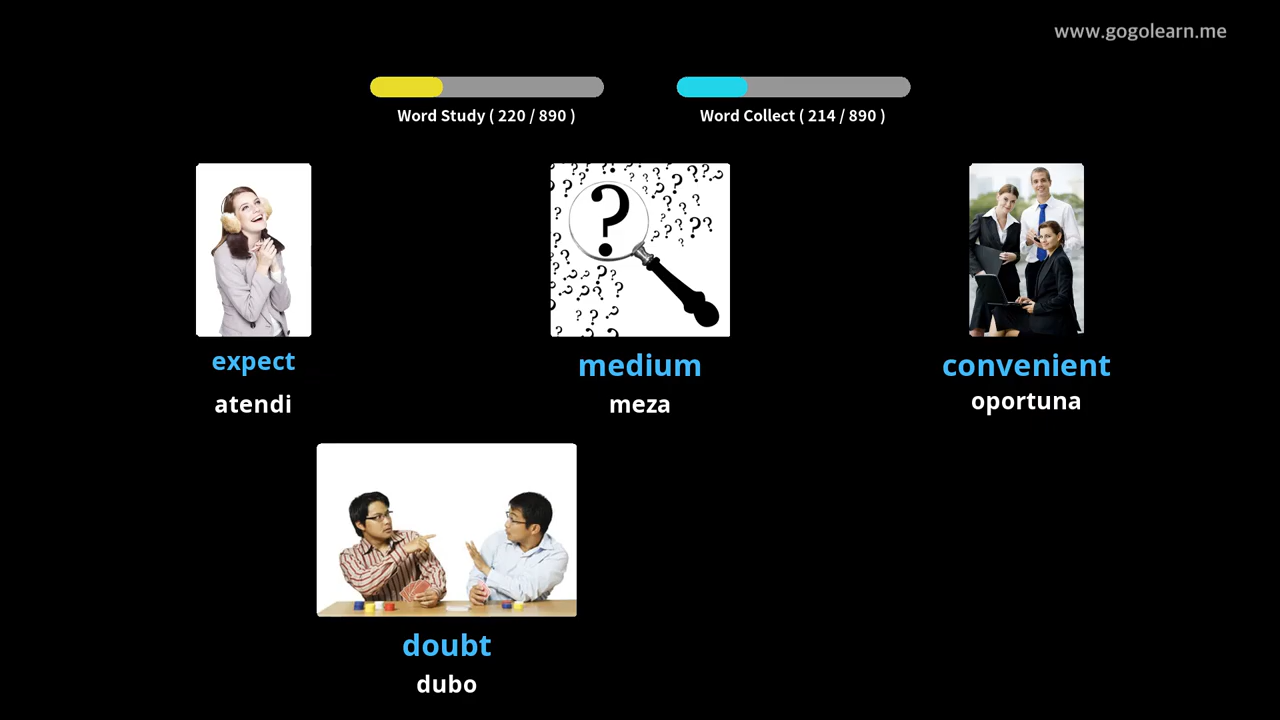 www.gogolearn.me
Word Study ( 220 / 890 )
Word Collect ( 214 / 890 )
expect
atendi
medium
meza
convenient
oportuna
doubt
dubo